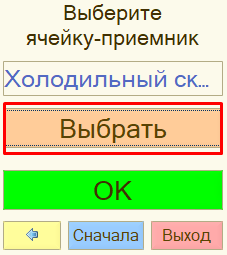 Выберите
ячейку-приемник
Холодильный ск...
Выбрать
OK
Сначала Выход